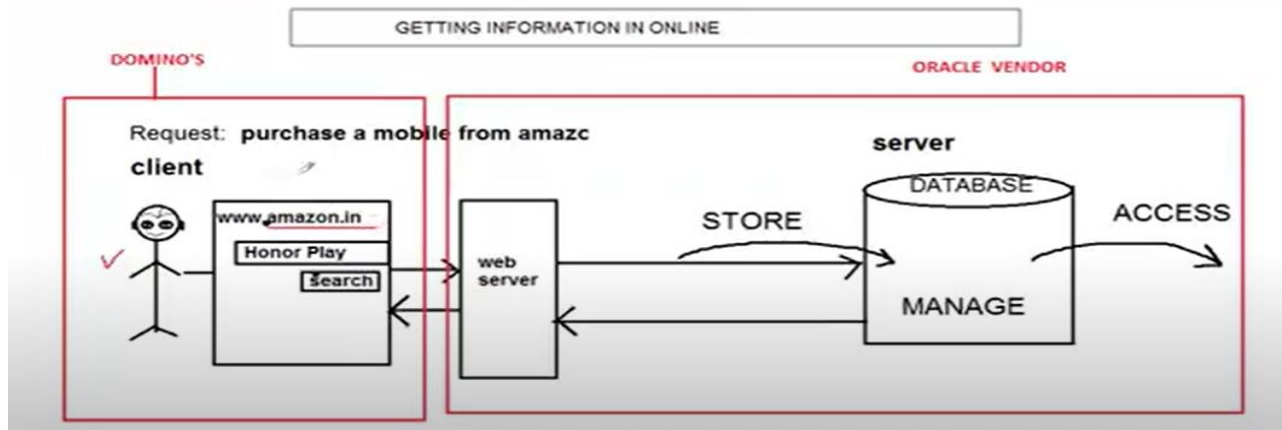 GETTING INFORMATION IN ONLINE
DOMINO'S
ORACLE VENDOR
Request: purchase a mobile from amazc
client
server
www.amazon.in
Honor Play
search
web
server
STORE
DATABASE
ACCESS
MANAGE